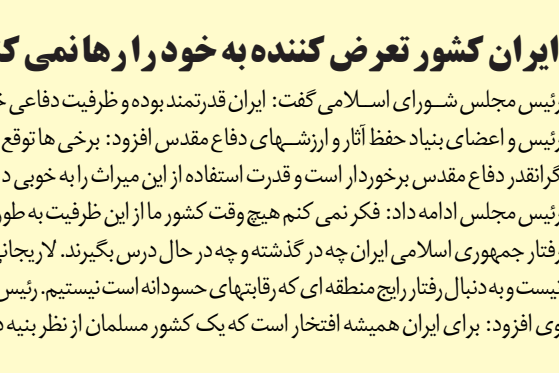 ایران کشور تعرض کننده به خود را رها نمی
رئیس مجلس شورای اسلامی گفت: ایران قدرتمند بوده و ظرفیت دفاعی
رئیس و اعضای بنیاد حفظ آثار و ارزشهای دفاع مقدس افزود: برخی ها توقع
گرانقدر دفاع مقدس برخوردار است و قدرت استفاده از این میراث را به خوبی
رئیس مجلس ادامه داد: فکر نمی کنم هیچ وقت کشور ما از این ظرفیت به طور
رفتار جمهوری اسلامی ایران چه در گذشته و چه در حال درس بگیرند. لاریجانی
نیست و به دنبال رفتار رایج منطقه ای که رقابتهای حسودانه است نیستیم. رئیس
وی افزود: برای ایران همیشه افتخار است که یک کشور مسلمان از نظر بنیه